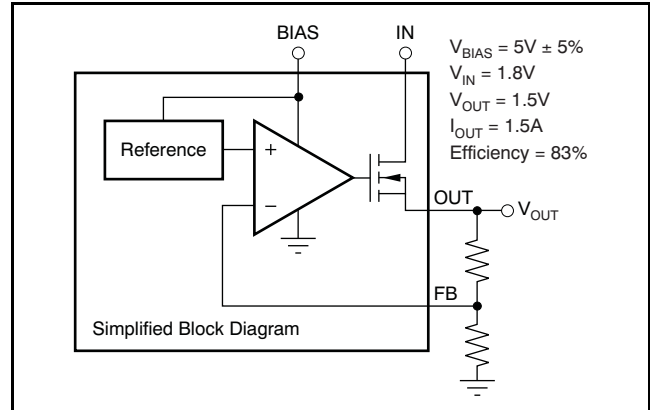 BIAS
IN
V_BIAS = 5V ± 5%
V_IN = 1.8V
V_OUT = 1.5V
I_OUT = 1.5A
Efficiency = 83%
Reference
+
−
OUT
V_OUT
FB
Simplified Block Diagram